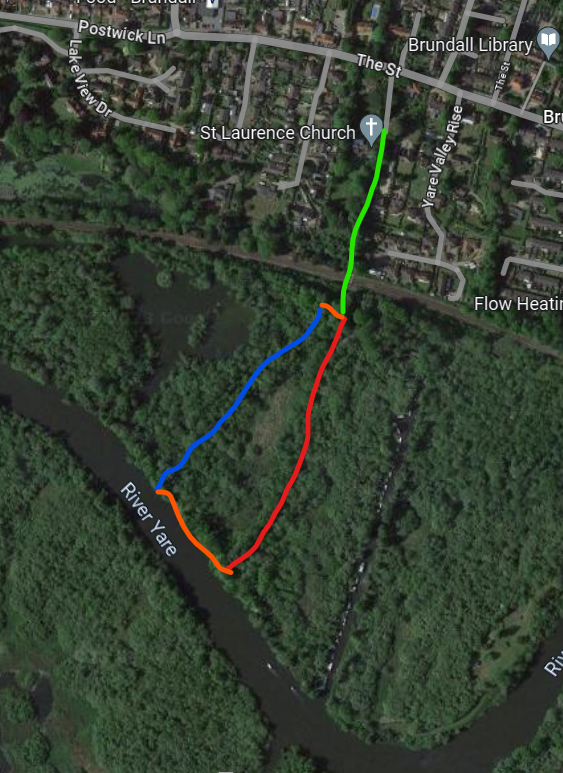 Postwick Ln
Brundall Library
The St
The St
Lake View Dr
Bru
St Laurence Church
Yare Valley Rise
Flow Heatin
River Yare
Riv